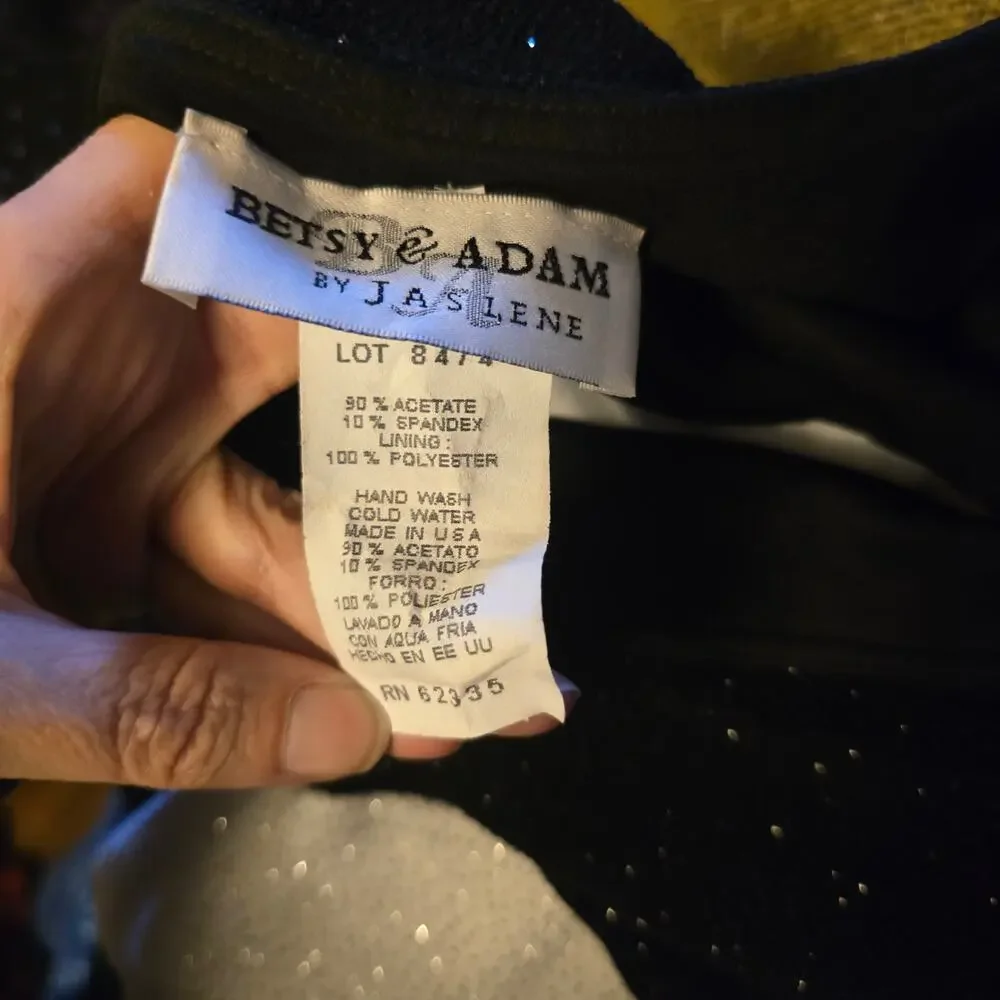 BETSY & ADAM
BY JASLENE
LOT 8474
90 % ACETATE
10 % SPANDEX
LINING :
100 % POLYESTER
HAND WASH
COLD WATER
MADE IN USA
90 % ACETATO
10 % SPANDEX
FORRO :
100 % POLIESTER
LAVADO A MANO
CON AQUA FRIA
HECHO EN EE UU
RN 62335